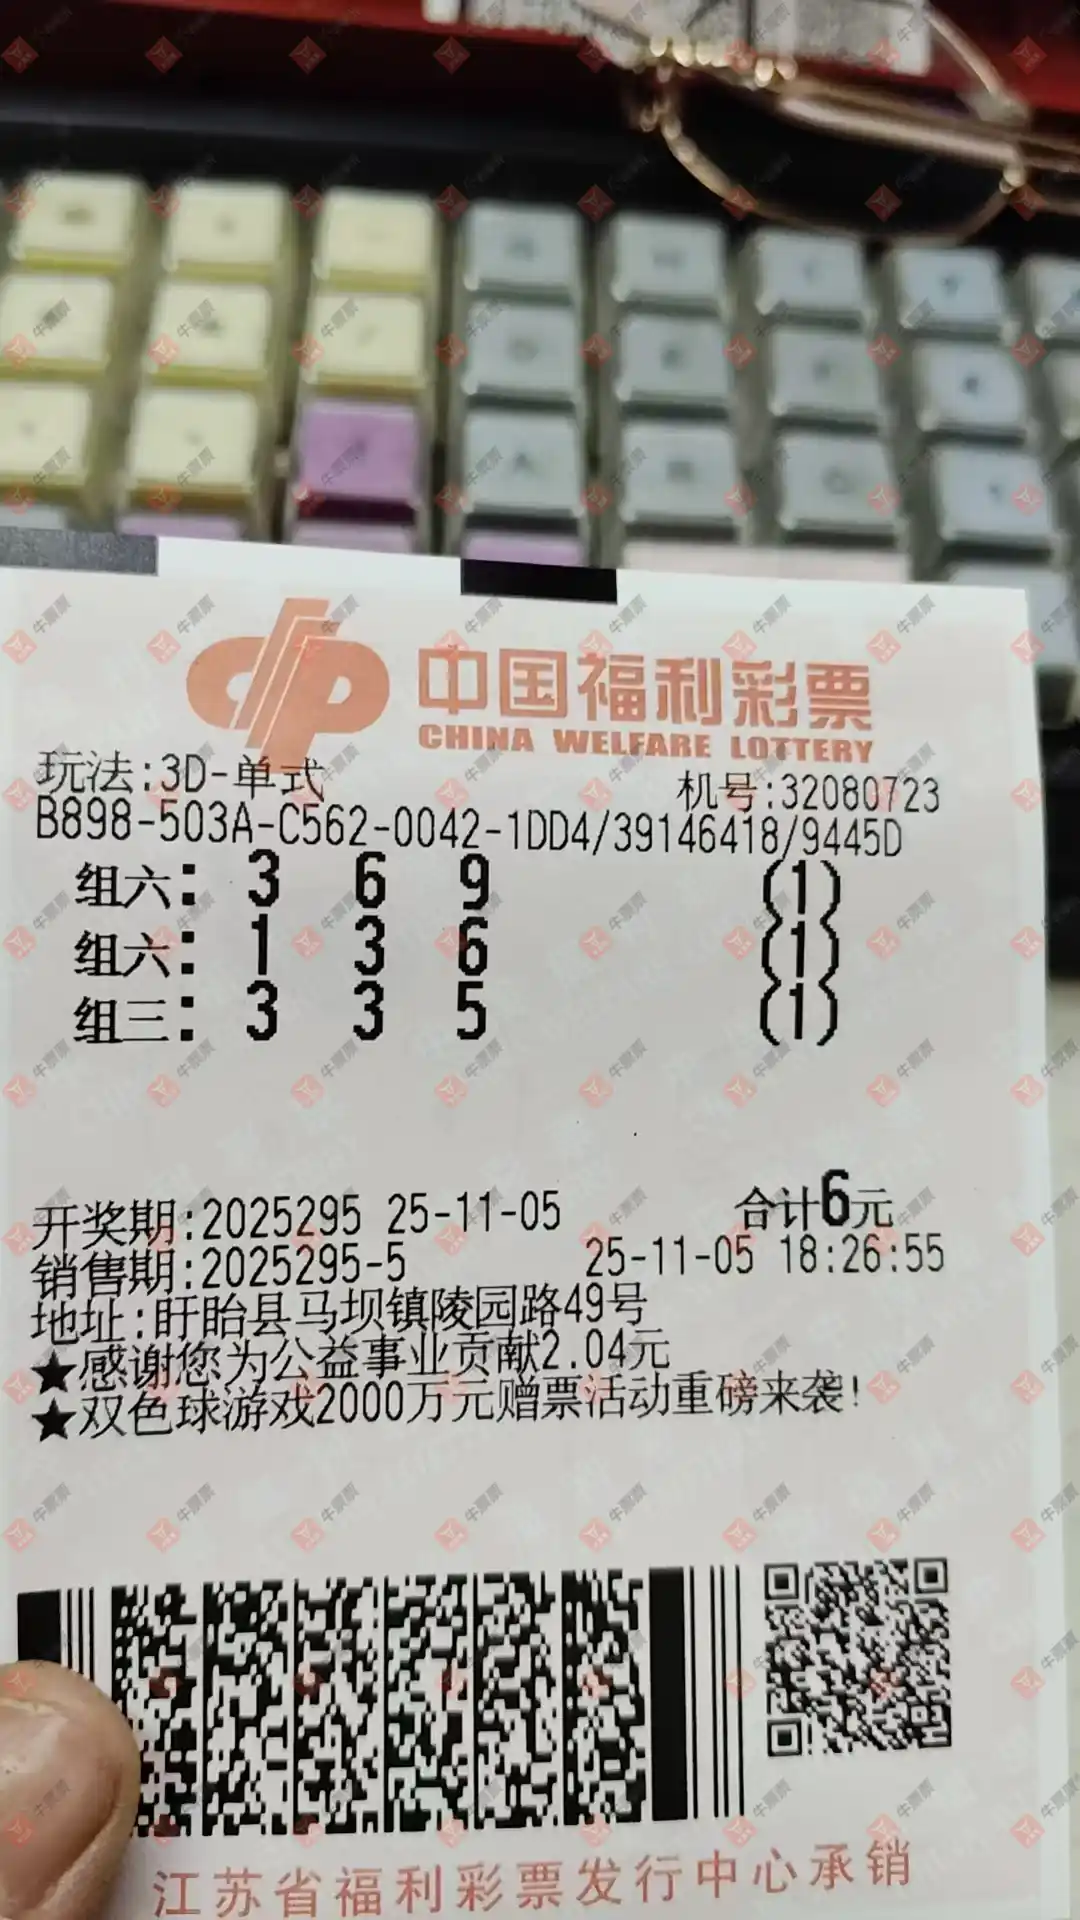 中国福利彩票
CHINA WELFARE LOTTERY
玩法:3D-单式
机号:32080723
B898-503A-C562-0042-1DD4/39146418/9445D
组六: 3 6 9 (1)
组六: 1 3 6 (1)
组三: 3 3 5 (1)
开奖期:2025295 25-11-05 合计6元
销售期:2025295-5 25-11-05 18:26:55
地址:盱眙县马坝镇陵园路49号
★感谢您为公益事业贡献2.04元
★双色球游戏2000万元赠票活动重磅来袭!
江苏省福利彩票发行中心承销
牛票票